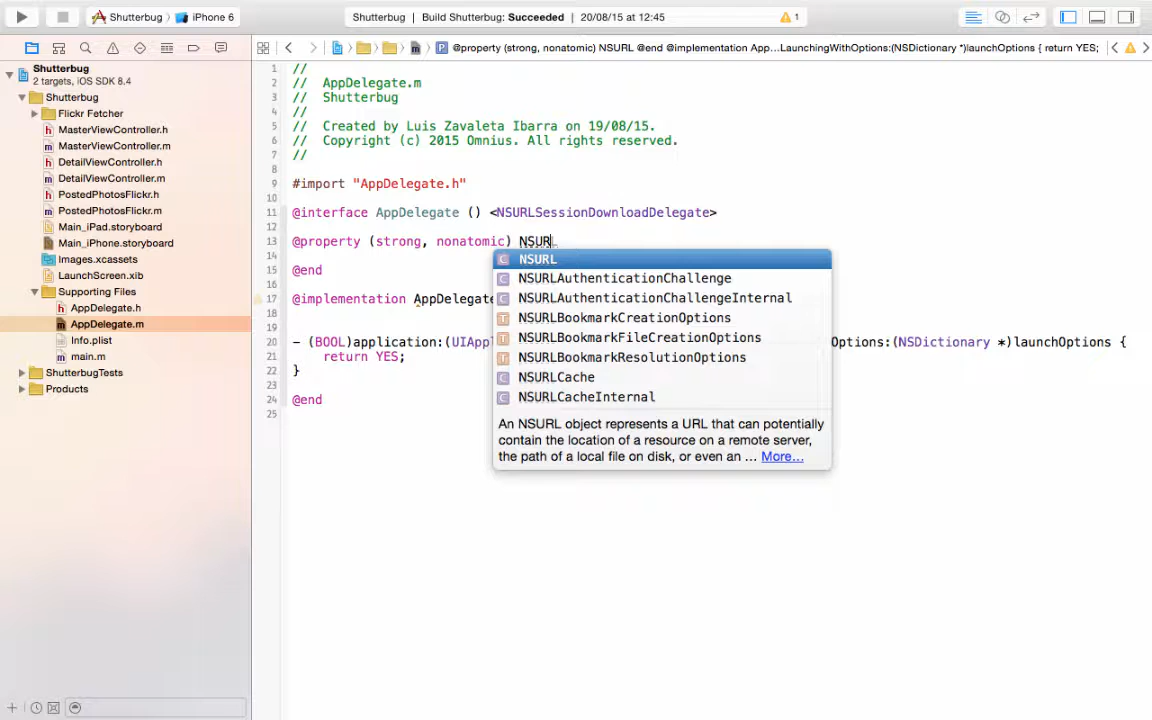 Shutterbug 〉 iPhone 6
Shutterbug | Build Shutterbug: Succeeded | 20/08/15 at 12:45
1
@property (strong, nonatomic) NSURL @end @implementation App...LaunchingWithOptions:(NSDictionary *)launchOptions { return YES;
Shutterbug
2 targets, iOS SDK 8.4
Shutterbug
Flickr Fetcher
MasterViewController.h
MasterViewController.m
DetailViewController.h
DetailViewController.m
PostedPhotosFlickr.h
PostedPhotosFlickr.m
Main_iPad.storyboard
Main_iPhone.storyboard
Images.xcassets
LaunchScreen.xib
Supporting Files
AppDelegate.h
AppDelegate.m
Info.plist
main.m
ShutterbugTests
Products
1 //
2 // AppDelegate.m
3 // Shutterbug
4 //
5 // Created by Luis Zavaleta Ibarra on 19/08/15.
6 // Copyright (c) 2015 Omnius. All rights reserved.
7 //
8
9 #import "AppDelegate.h"
10
11 @interface AppDelegate () <NSURLSessionDownloadDelegate>
12
13 @property (strong, nonatomic) NSURL
14
15 @end
16
17 @implementation AppDelegate
18
19
20 - (BOOL)application:(UIAppl
Options:(NSDictionary *)launchOptions {
21 return YES;
22 }
23
24 @end
25
C NSURL
C NSURLAuthenticationChallenge
C NSURLAuthenticationChallengeInternal
T NSURLBookmarkCreationOptions
T NSURLBookmarkFileCreationOptions
T NSURLBookmarkResolutionOptions
C NSURLCache
C NSURLCacheInternal
An NSURL object represents a URL that can potentially
contain the location of a resource on a remote server,
the path of a local file on disk, or even an ... More...